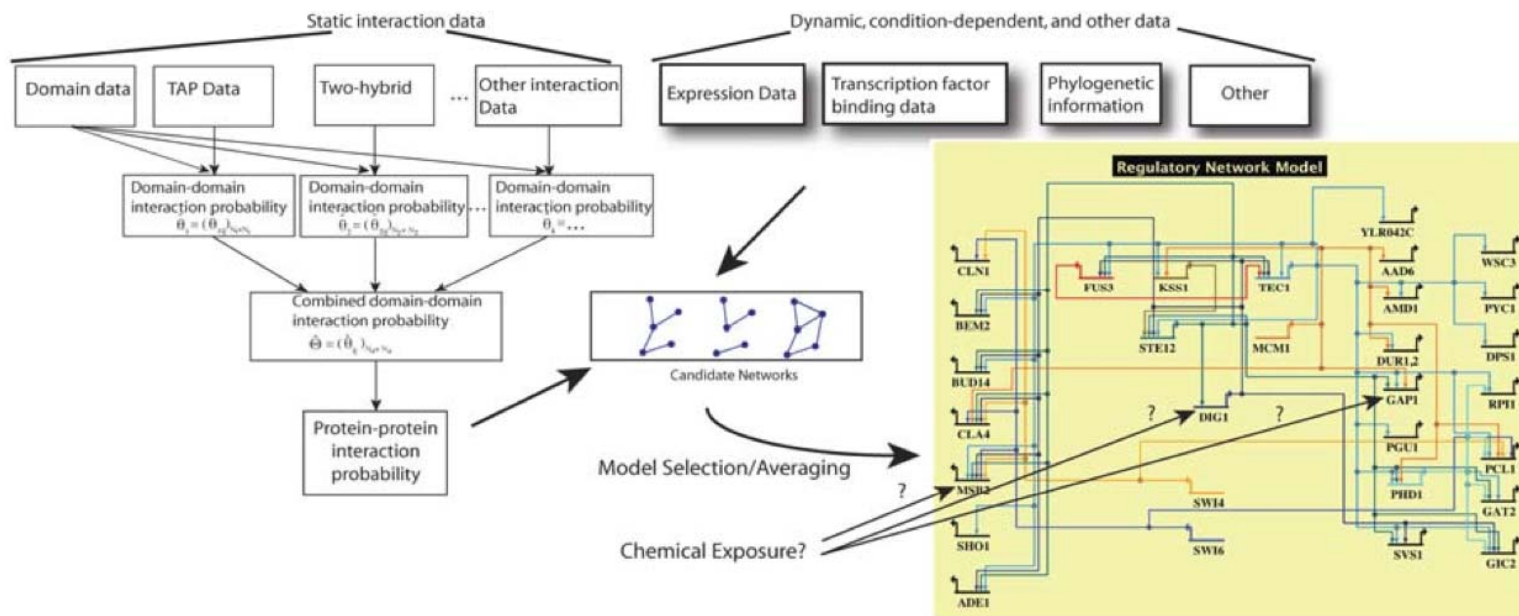 Static interaction data
Dynamic, condition-dependent, and other data
Domain data
TAP Data
Two-hybrid
...
Other interaction
Data
Expression Data
Transcription factor
binding data
Phylogenetic
information
Other
Domain-domain
interaction probability
Domain-domain
interaction probability
...
Domain-domain
interaction probability
Combined domain-domain
interaction probability
Protein-protein
interaction
probability
Candidate Networks
Model Selection/Averaging
Chemical Exposure?
?
?
?
Regulatory Network Model
YLR042C
CLN1
FUS3
KSS1
TEC1
AAD6
WSC3
BEM2
AMD1
PYC1
STE12
MCM1
DUR1,2
DPS1
BUD14
DIG1
GAP1
RPI1
CLA4
PGU1
PCL1
MSB2
SWI4
PHD1
GAT2
SHO1
SWI6
SVS1
GIC2
ADE1